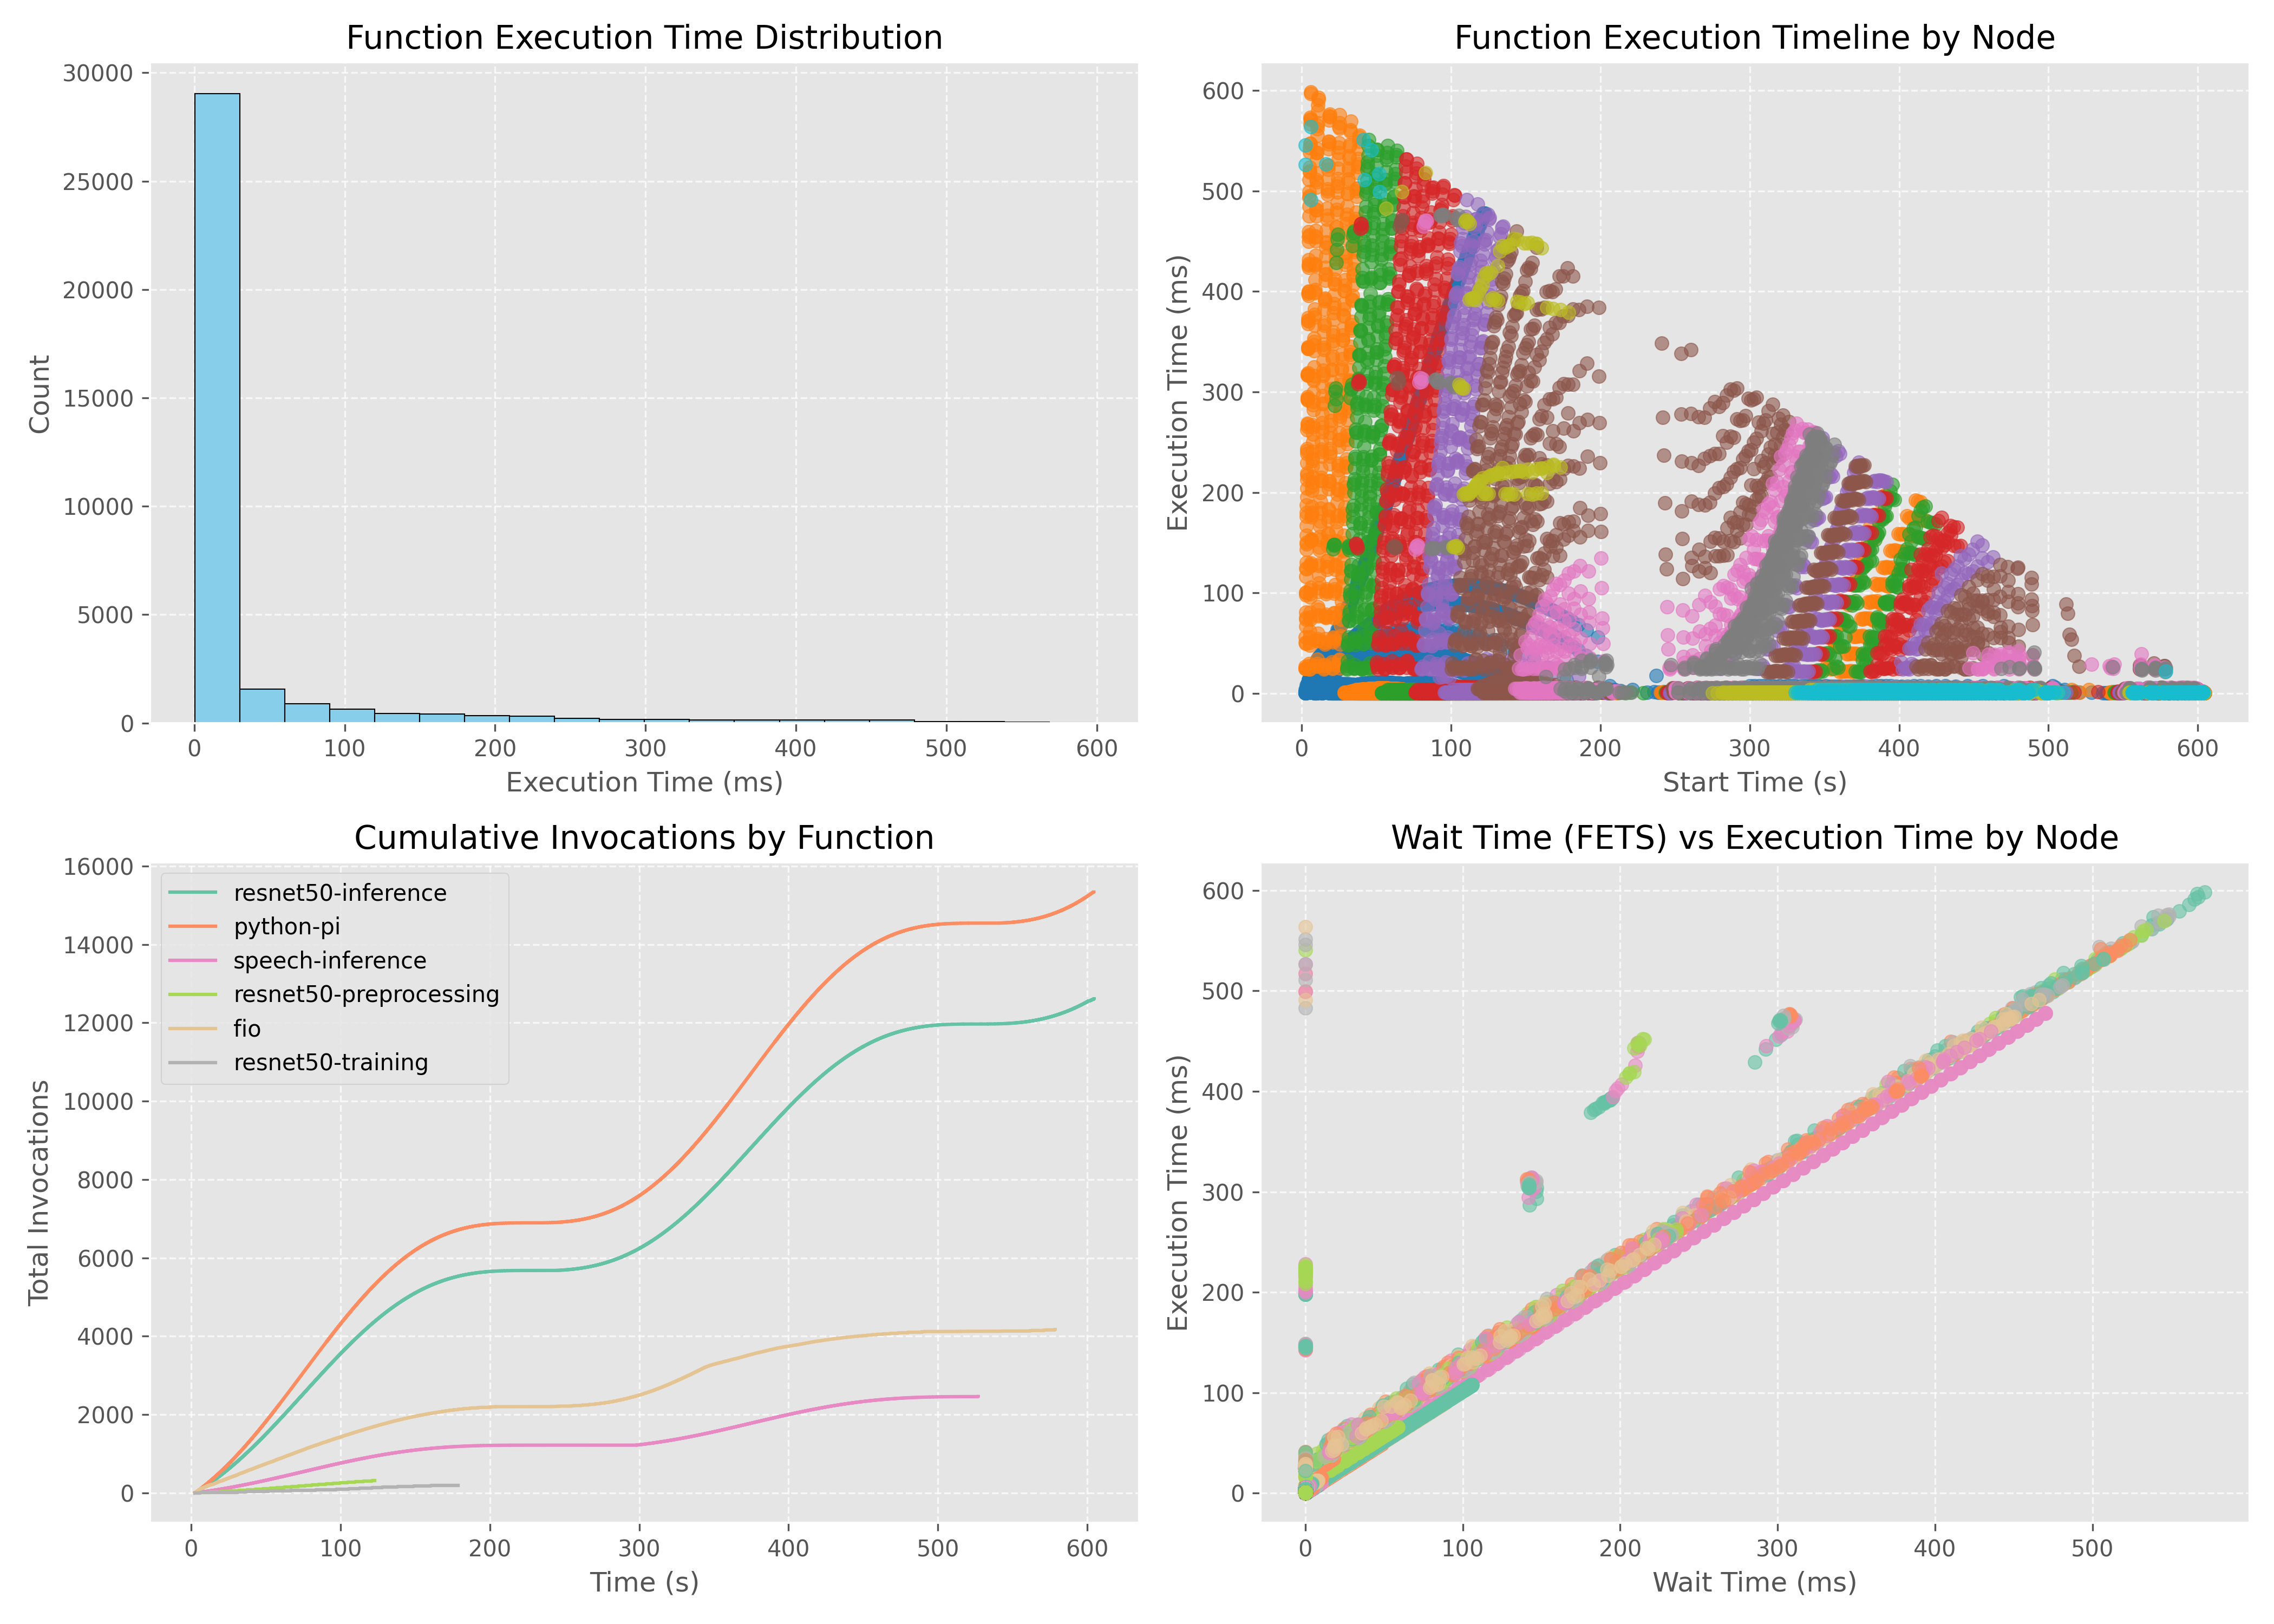 Function Execution Time Distribution
30000
25000
20000
15000
10000
5000
0
Count
0 100 200 300 400 500 600
Execution Time (ms)
Function Execution Timeline by Node
600
500
400
300
200
100
0
Execution Time (ms)
0 100 200 300 400 500 600
Start Time (s)
Cumulative Invocations by Function
16000
14000
12000
10000
8000
6000
4000
2000
0
Total Invocations
resnet50-inference
python-pi
speech-inference
resnet50-preprocessing
fio
resnet50-training
0 100 200 300 400 500 600
Time (s)
Wait Time (FETS) vs Execution Time by Node
600
500
400
300
200
100
0
Execution Time (ms)
0 100 200 300 400 500
Wait Time (ms)